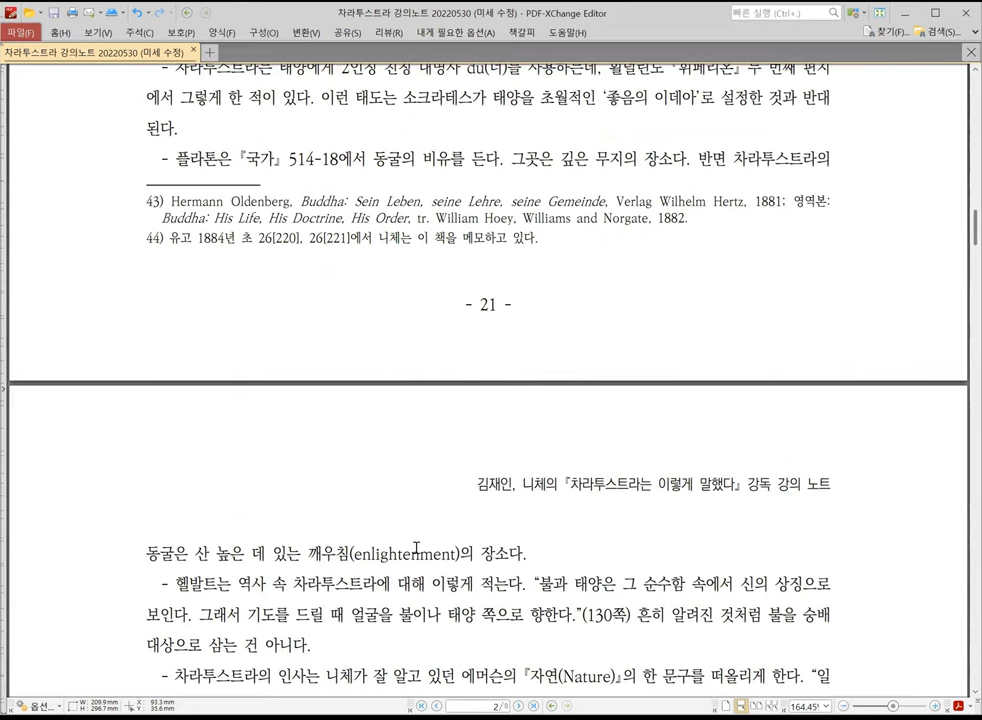 차라투스트라 강의노트 20220530 (미세 수정) - PDF-XChange Editor
빠른 실행 (Ctrl+.)
파일(F) 홈(H) 보기(V) 주석(C) 보호(P) 양식(F) 구성(O) 변환(V) 공유(S) 리뷰(R) 내게 필요한 옵션(A) 책갈피 도움말(H) 찾기(F)... 검색(S)...
차라투스트라 강의노트 20220530 (미세 수정)
- 차라투스트라는 태양에게 2인칭 친칭 대명사 du(너)를 사용하는데, 횔덜린도 『휘페리온』 두 번째 편지
에서 그렇게 한 적이 있다. 이런 태도는 소크라테스가 태양을 초월적인 ‘좋음의 이데아’로 설정한 것과 반대
된다.
- 플라톤은 『국가』 514-18에서 동굴의 비유를 든다. 그곳은 깊은 무지의 장소다. 반면 차라투스트라의
43) Hermann Oldenberg, Buddha: Sein Leben, seine Lehre, seine Gemeinde, Verlag Wilhelm Hertz, 1881; 영역본:
Buddha: His Life, His Doctrine, His Order, tr. William Hoey, Williams and Norgate, 1882.
44) 유고 1884년 초 26[220], 26[221]에서 니체는 이 책을 메모하고 있다.
- 21 -
김재인, 니체의 『차라투스트라는 이렇게 말했다』 강독 강의 노트
동굴은 산 높은 데 있는 깨우침(enlightenment)의 장소다.
- 헬발트는 역사 속 차라투스트라에 대해 이렇게 적는다. “불과 태양은 그 순수함 속에서 신의 상징으로
보인다. 그래서 기도를 드릴 때 얼굴을 불이나 태양 쪽으로 향한다.”(130쪽) 흔히 알려진 것처럼 불을 숭배
대상으로 삼는 건 아니다.
- 차라투스트라의 인사는 니체가 잘 알고 있던 에머슨의 『자연(Nature)』의 한 문구를 떠올리게 한다. “일
옵션... W: 209.9mm H: 296.7mm X: 93.3mm Y: 35.6mm 2/8 164.45%